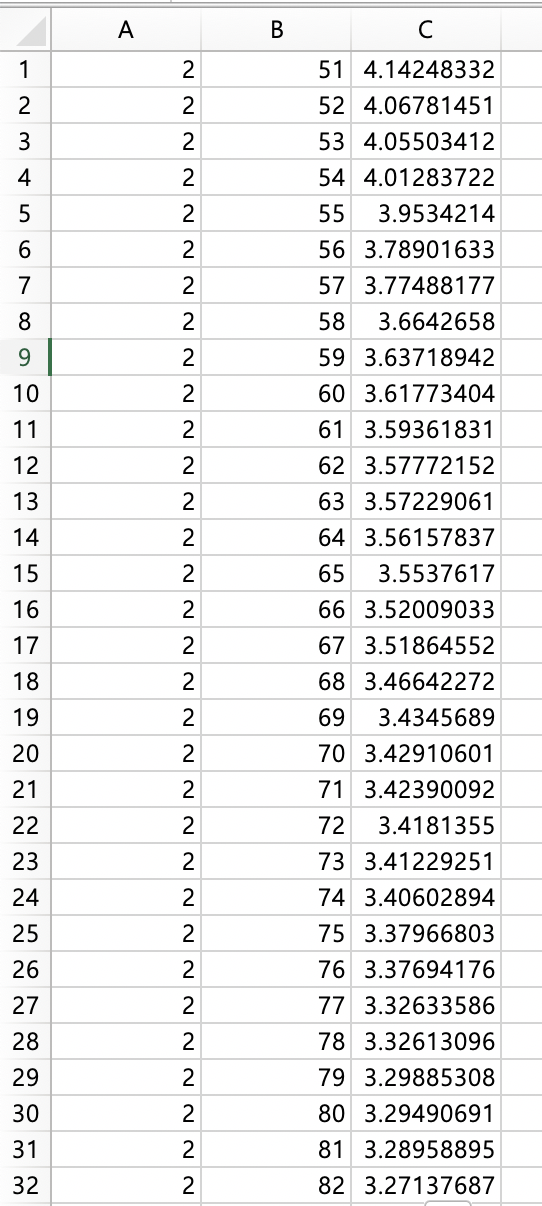 A B C
1 2 51 4.14248332
2 2 52 4.06781451
3 2 53 4.05503412
4 2 54 4.01283722
5 2 55 3.9534214
6 2 56 3.78901633
7 2 57 3.77488177
8 2 58 3.6642658
9 2 59 3.63718942
10 2 60 3.61773404
11 2 61 3.59361831
12 2 62 3.57772152
13 2 63 3.57229061
14 2 64 3.56157837
15 2 65 3.5537617
16 2 66 3.52009033
17 2 67 3.51864552
18 2 68 3.46642272
19 2 69 3.4345689
20 2 70 3.42910601
21 2 71 3.42390092
22 2 72 3.4181355
23 2 73 3.41229251
24 2 74 3.40602894
25 2 75 3.37966803
26 2 76 3.37694176
27 2 77 3.32633586
28 2 78 3.32613096
29 2 79 3.29885308
30 2 80 3.29490691
31 2 81 3.28958895
32 2 82 3.27137687